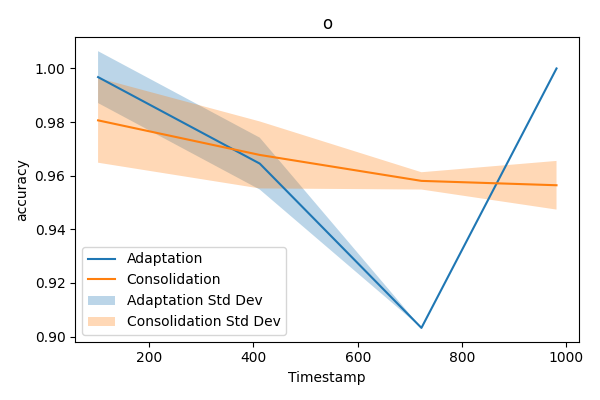 o
accuracy
1.00
0.98
0.96
0.94
0.92
0.90
Adaptation
Consolidation
Adaptation Std Dev
Consolidation Std Dev
200
400
600
800
1000
Timestamp